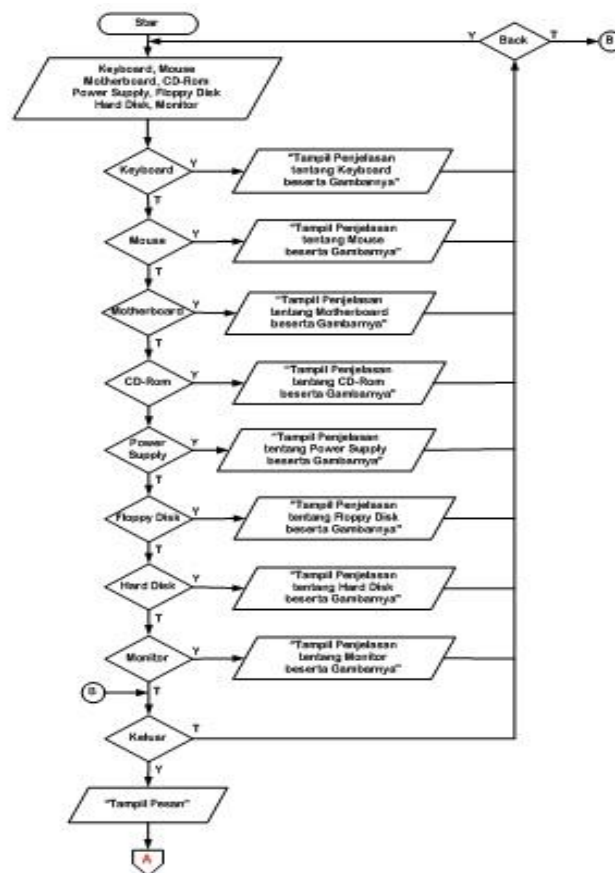 Star
Back
Y
T
B
Keyboard, Mouse
Motherboard, CD-Rom
Power Supply, Floppy Disk
Hard Disk, Monitor
Keyboard
Y
"Tampil Penjelasan
tentang Keyboard
beserta Gambarnya"
T
Mouse
Y
"Tampil Penjelasan
tentang Mouse
beserta Gambarnya"
T
Motherboard
Y
"Tampil Penjelasan
tentang Motherboard
beserta Gambarnya"
T
CD-Rom
Y
"Tampil Penjelasan
tentang CD-Rom
beserta Gambarnya"
T
Power
Supply
Y
"Tampil Penjelasan
tentang Power Supply
beserta Gambarnya"
T
Floppy Disk
Y
"Tampil Penjelasan
tentang Floppy Disk
beserta Gambarnya"
T
Hard Disk
Y
"Tampil Penjelasan
tentang Hard Disk
beserta Gambarnya"
T
Monitor
Y
"Tampil Penjelasan
tentang Monitor
beserta Gambarnya"
B
T
Keluar
T
Y
"Tampil Pesan"
A